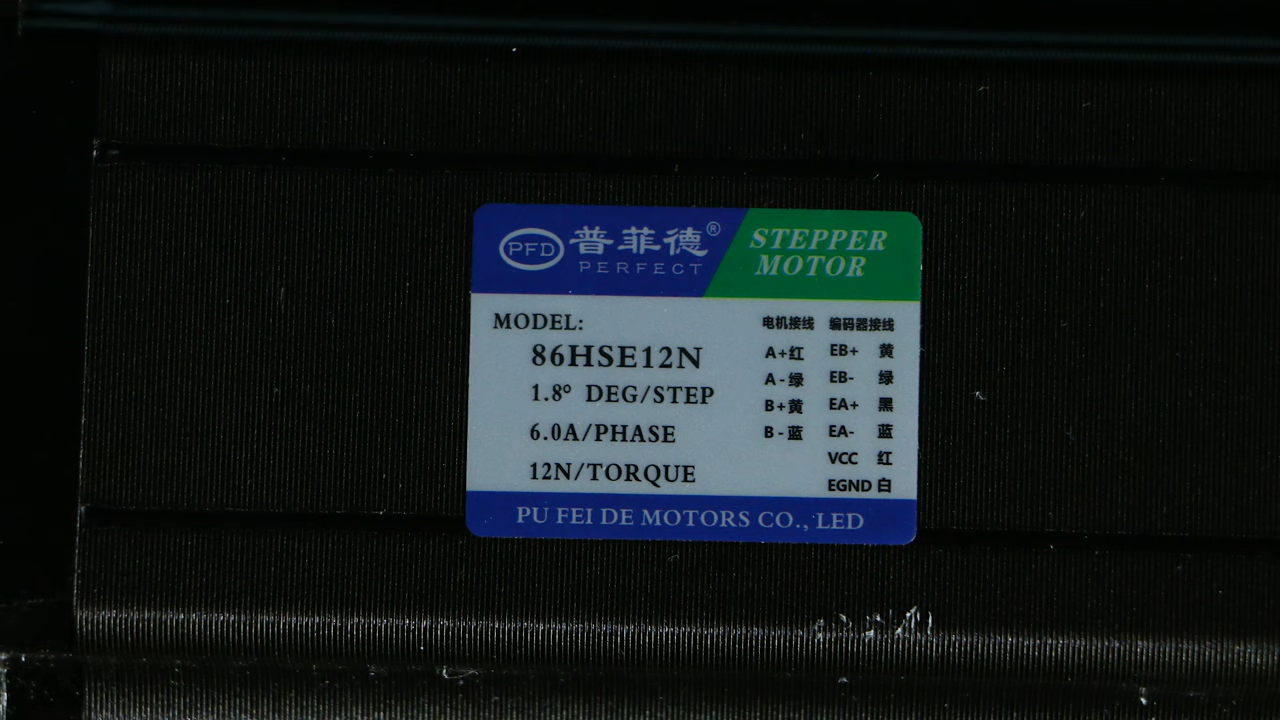 PFD 普菲德®
PERFECT
STEPPER
MOTOR
MODEL:
86HSE12N
1.8° DEG/STEP
6.0A/PHASE
12N/TORQUE
电机接线
A+红
A-绿
B+黄
B-蓝
编码器接线
EB+ 黄
EB- 绿
EA+ 黑
EA- 蓝
VCC 红
EGND 白
PU FEI DE MOTORS CO., LED